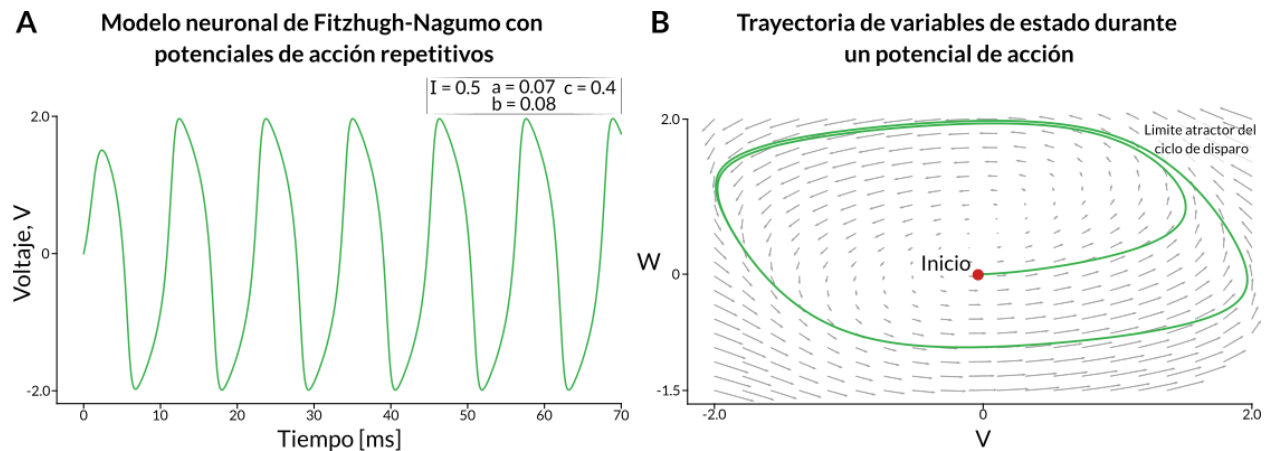 A
Modelo neuronal de Fitzhugh-Nagumo con
potenciales de acción repetitivos
I = 0.5 a = 0.07 c = 0.4
b = 0.08
2.0
0
-2.0
Voltaje, V
0 10 20 30 40 50 60 70
Tiempo [ms]
B
Trayectoria de variables de estado durante
un potencial de acción
2.0
0
-1.5
W
Limite atractor del
ciclo de disparo
Inicio
-2.0 0 2.0
V